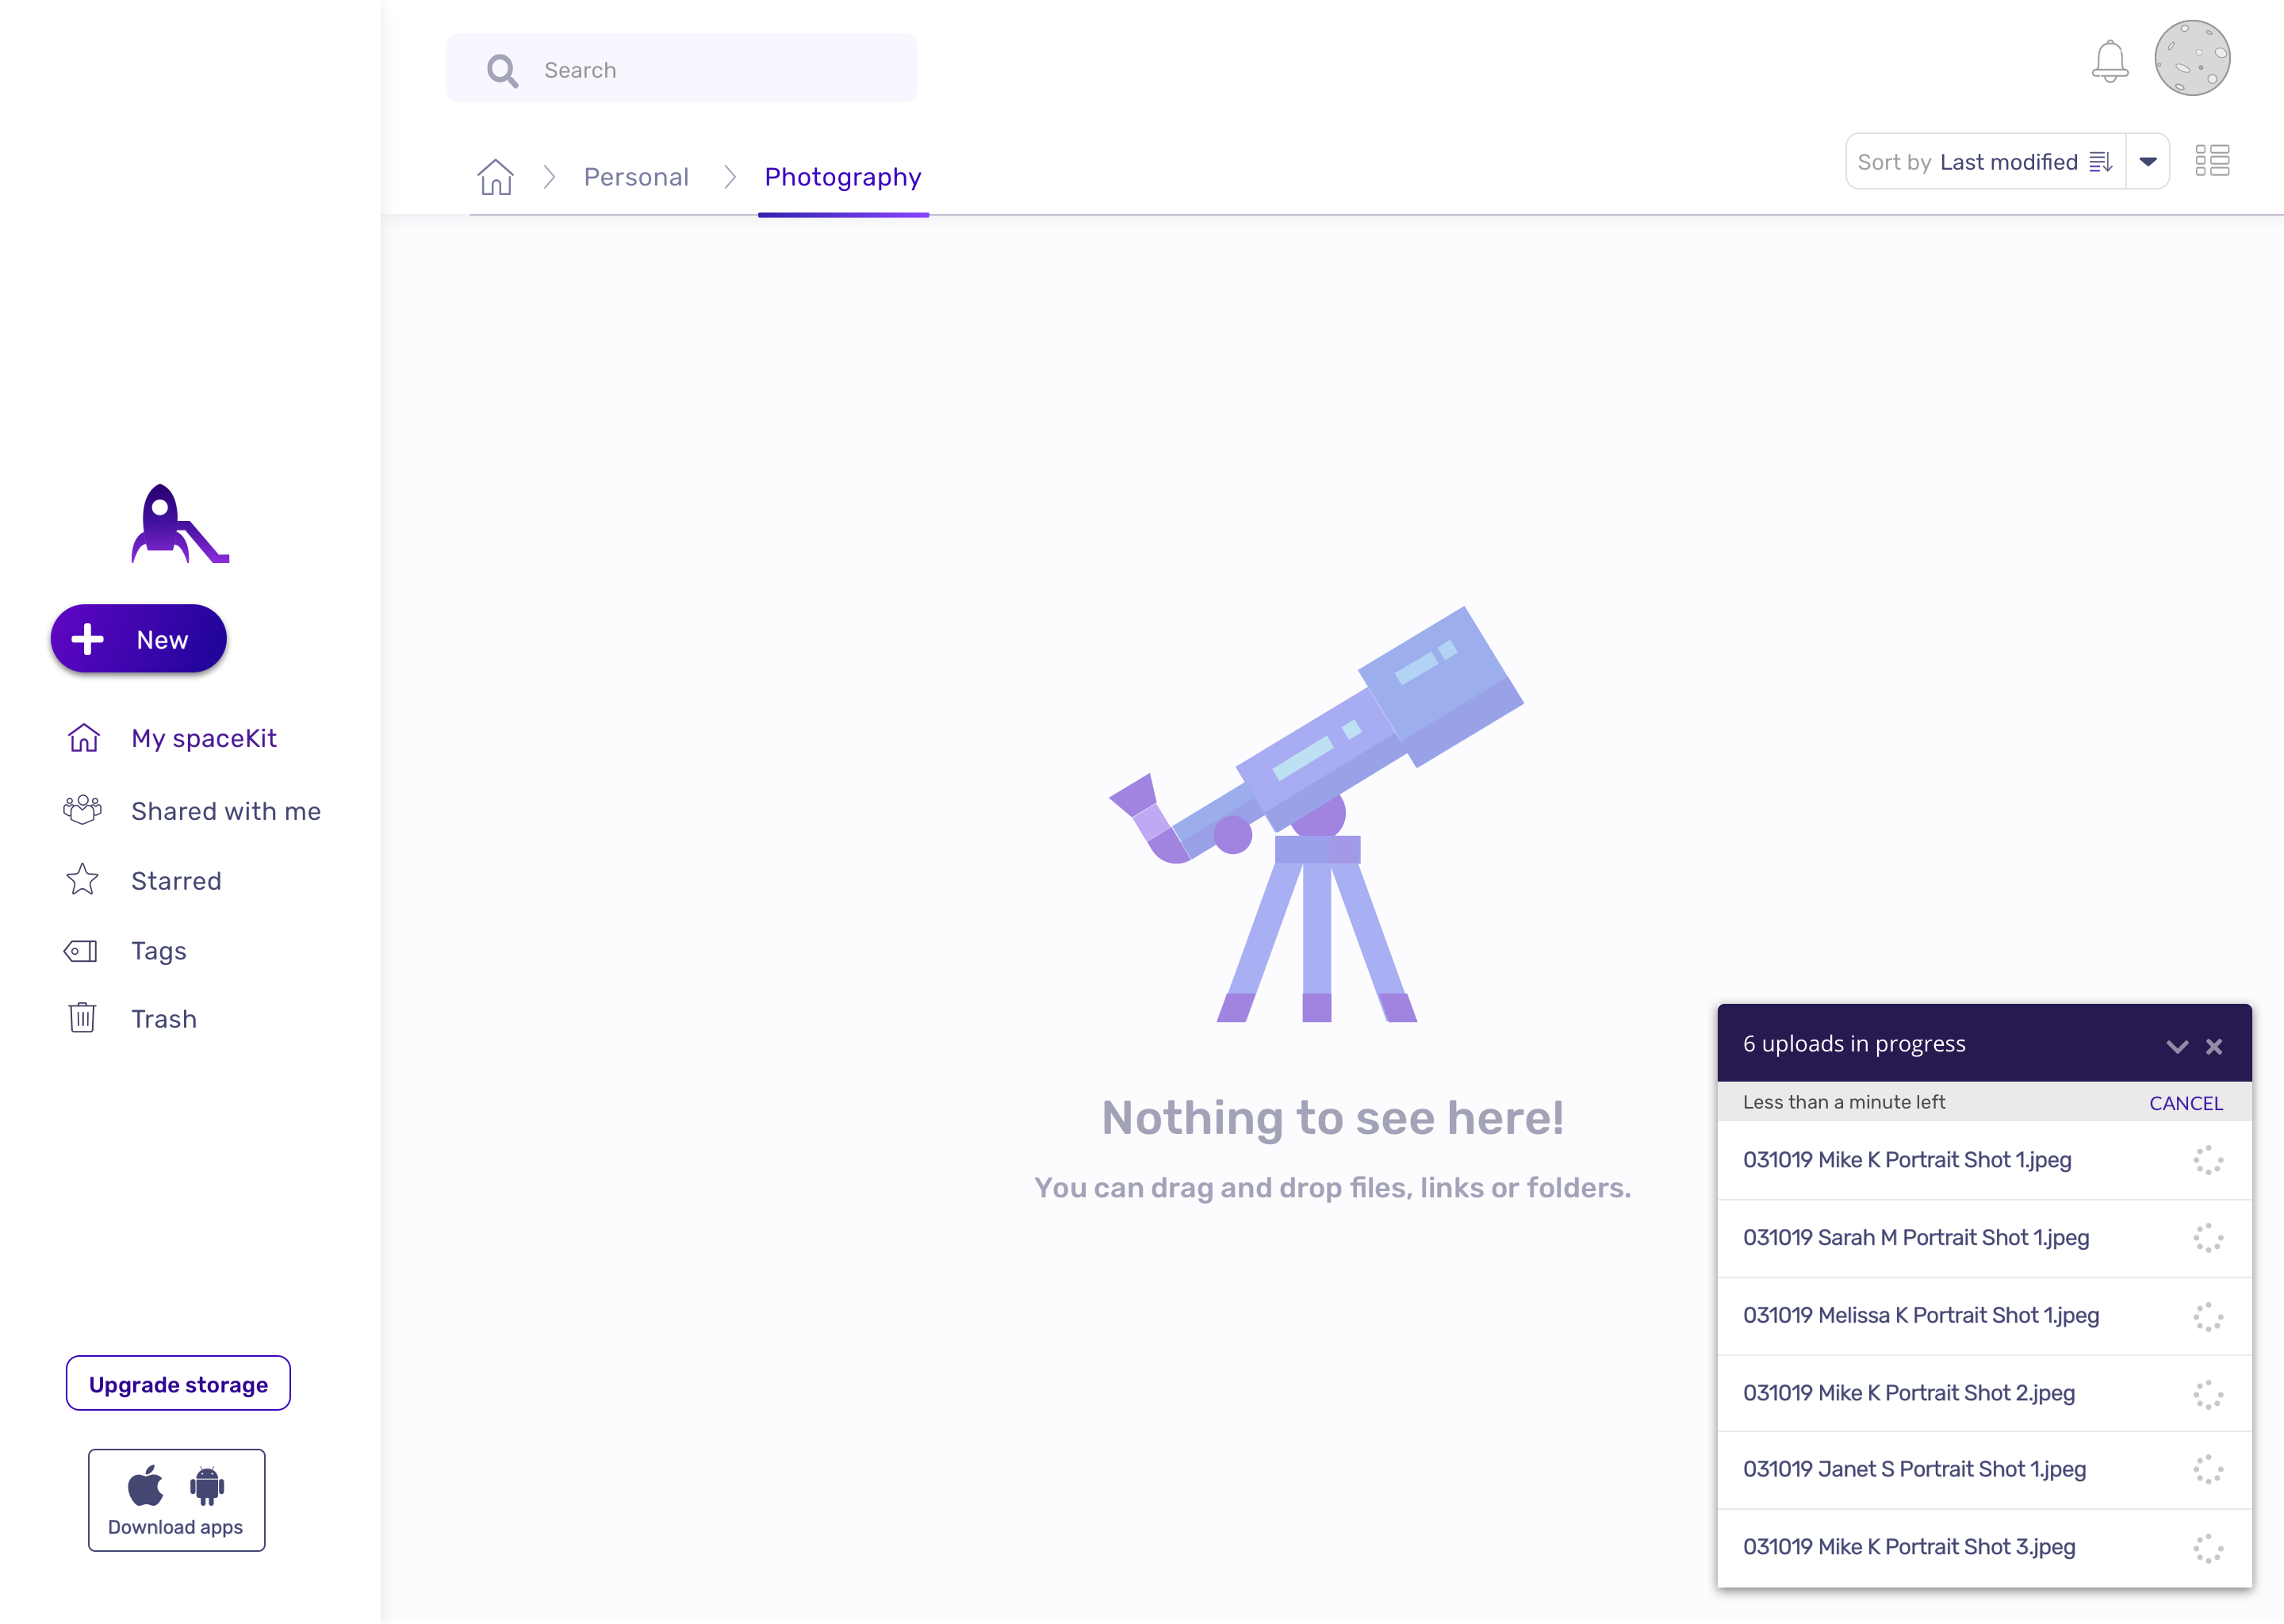 Search
Personal
Photography
Sort by Last modified
New
My spaceKit
Shared with me
Starred
Tags
Trash
Upgrade storage
Download apps
Nothing to see here!
You can drag and drop files, links or folders.
6 uploads in progress
Less than a minute left
CANCEL
031019 Mike K Portrait Shot 1.jpeg
031019 Sarah M Portrait Shot 1.jpeg
031019 Melissa K Portrait Shot 1.jpeg
031019 Mike K Portrait Shot 2.jpeg
031019 Janet S Portrait Shot 1.jpeg
031019 Mike K Portrait Shot 3.jpeg